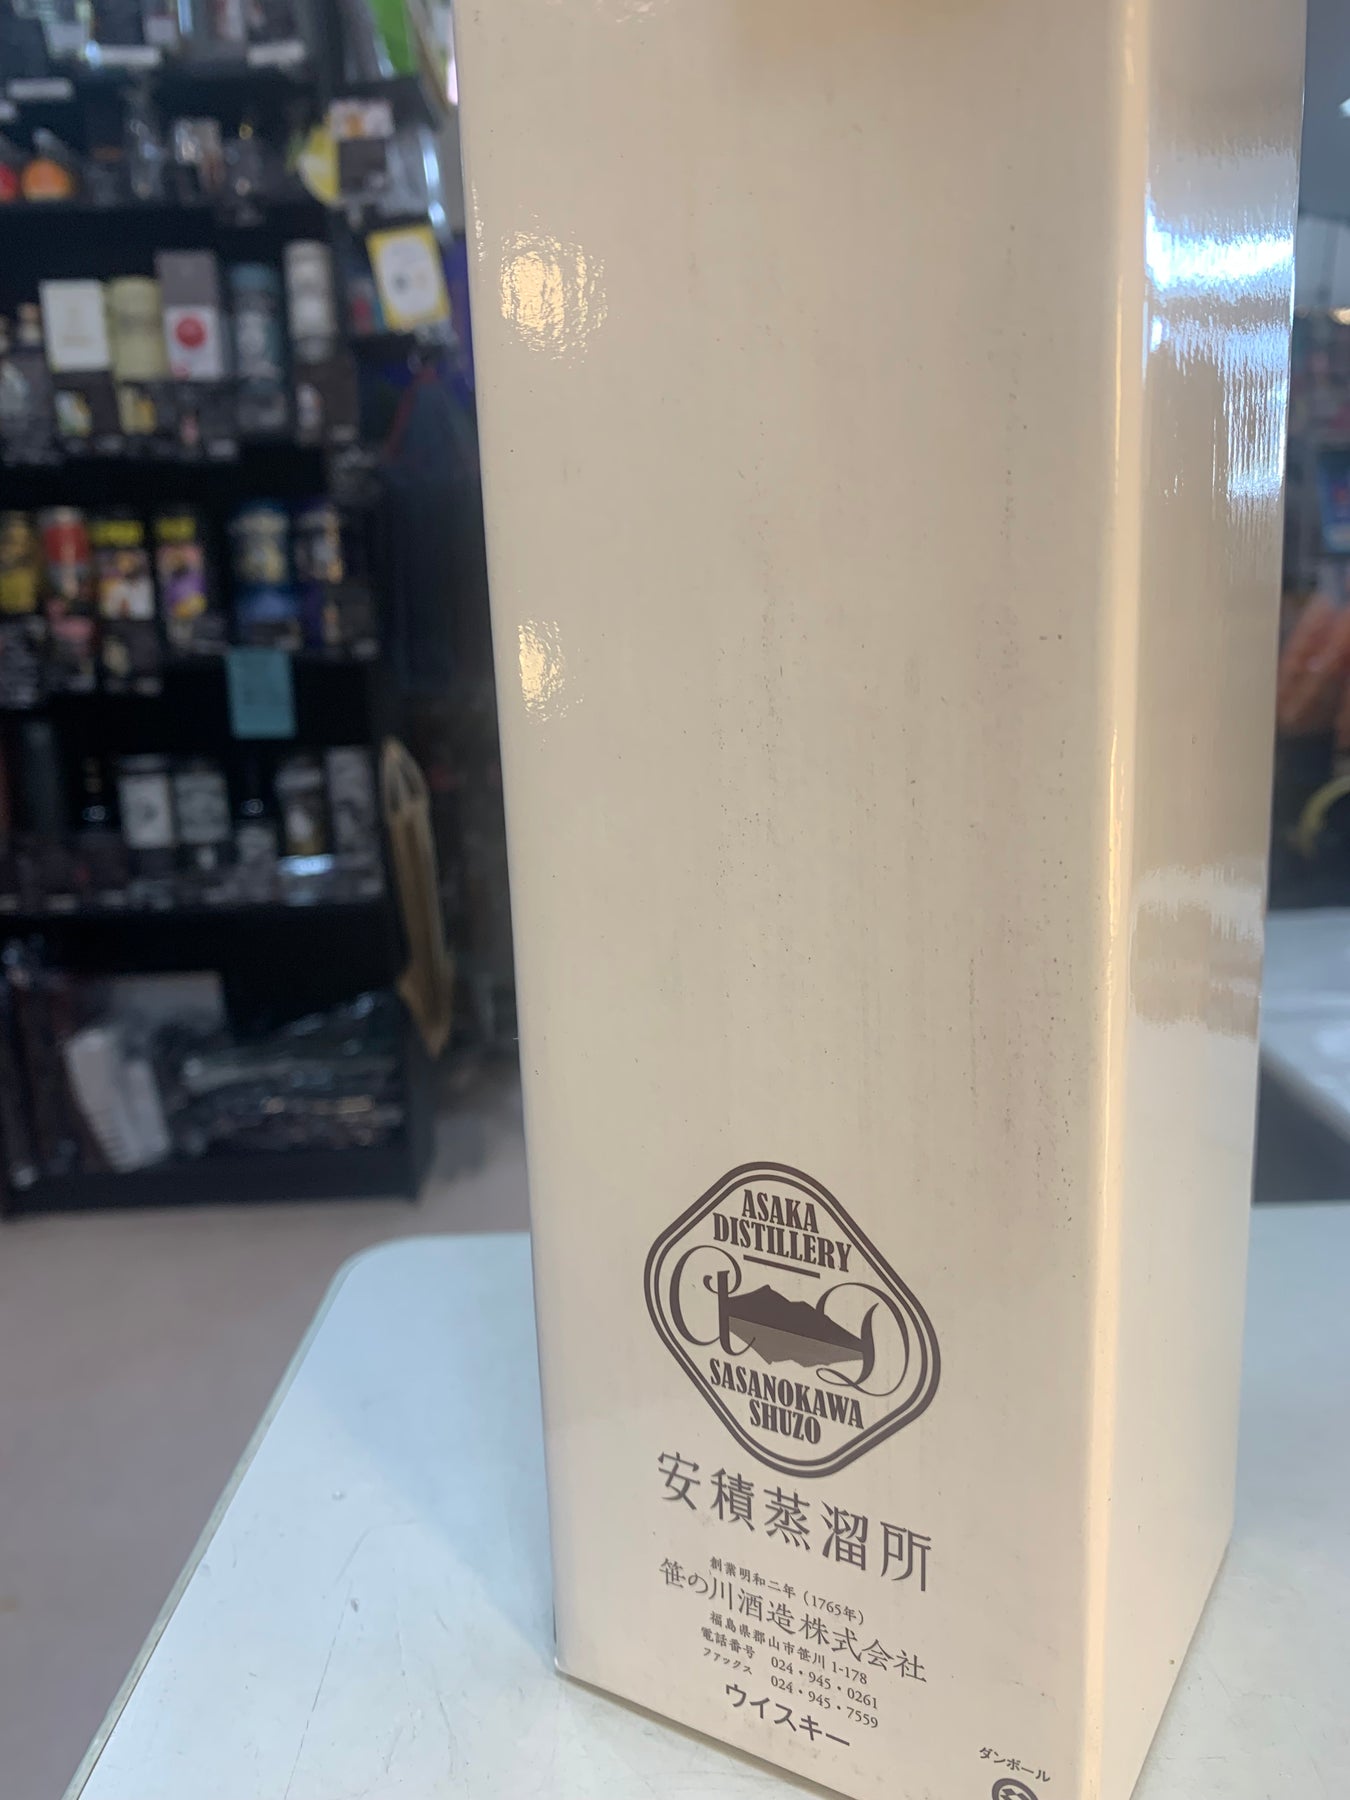 ASAKA
DISTILLERY
A D
SASANOKAWA
SHUZO
安積蒸溜所
創業明和二年（1765年）
笹の川酒造株式会社
福島県郡山市笹川1-178
電話番号 024・945・0261
ファックス 024・945・7559
ウイスキー
ダンボール